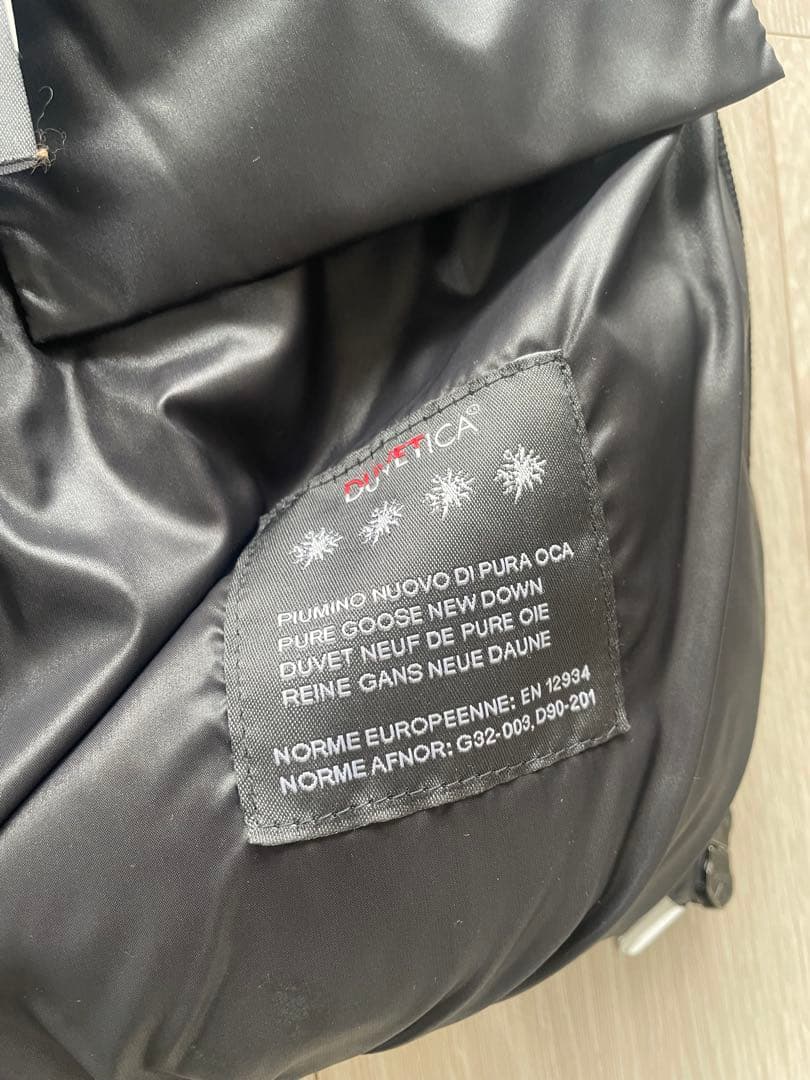 DUVETICA®
PIUMINO NUOVO DI PURA OCA
PURE GOOSE NEW DOWN
DUVET NEUF DE PURE OIE
REINE GANS NEUE DAUNE
NORME EUROPEENNE: EN 12934
NORME AFNOR: G32-003, D90-201